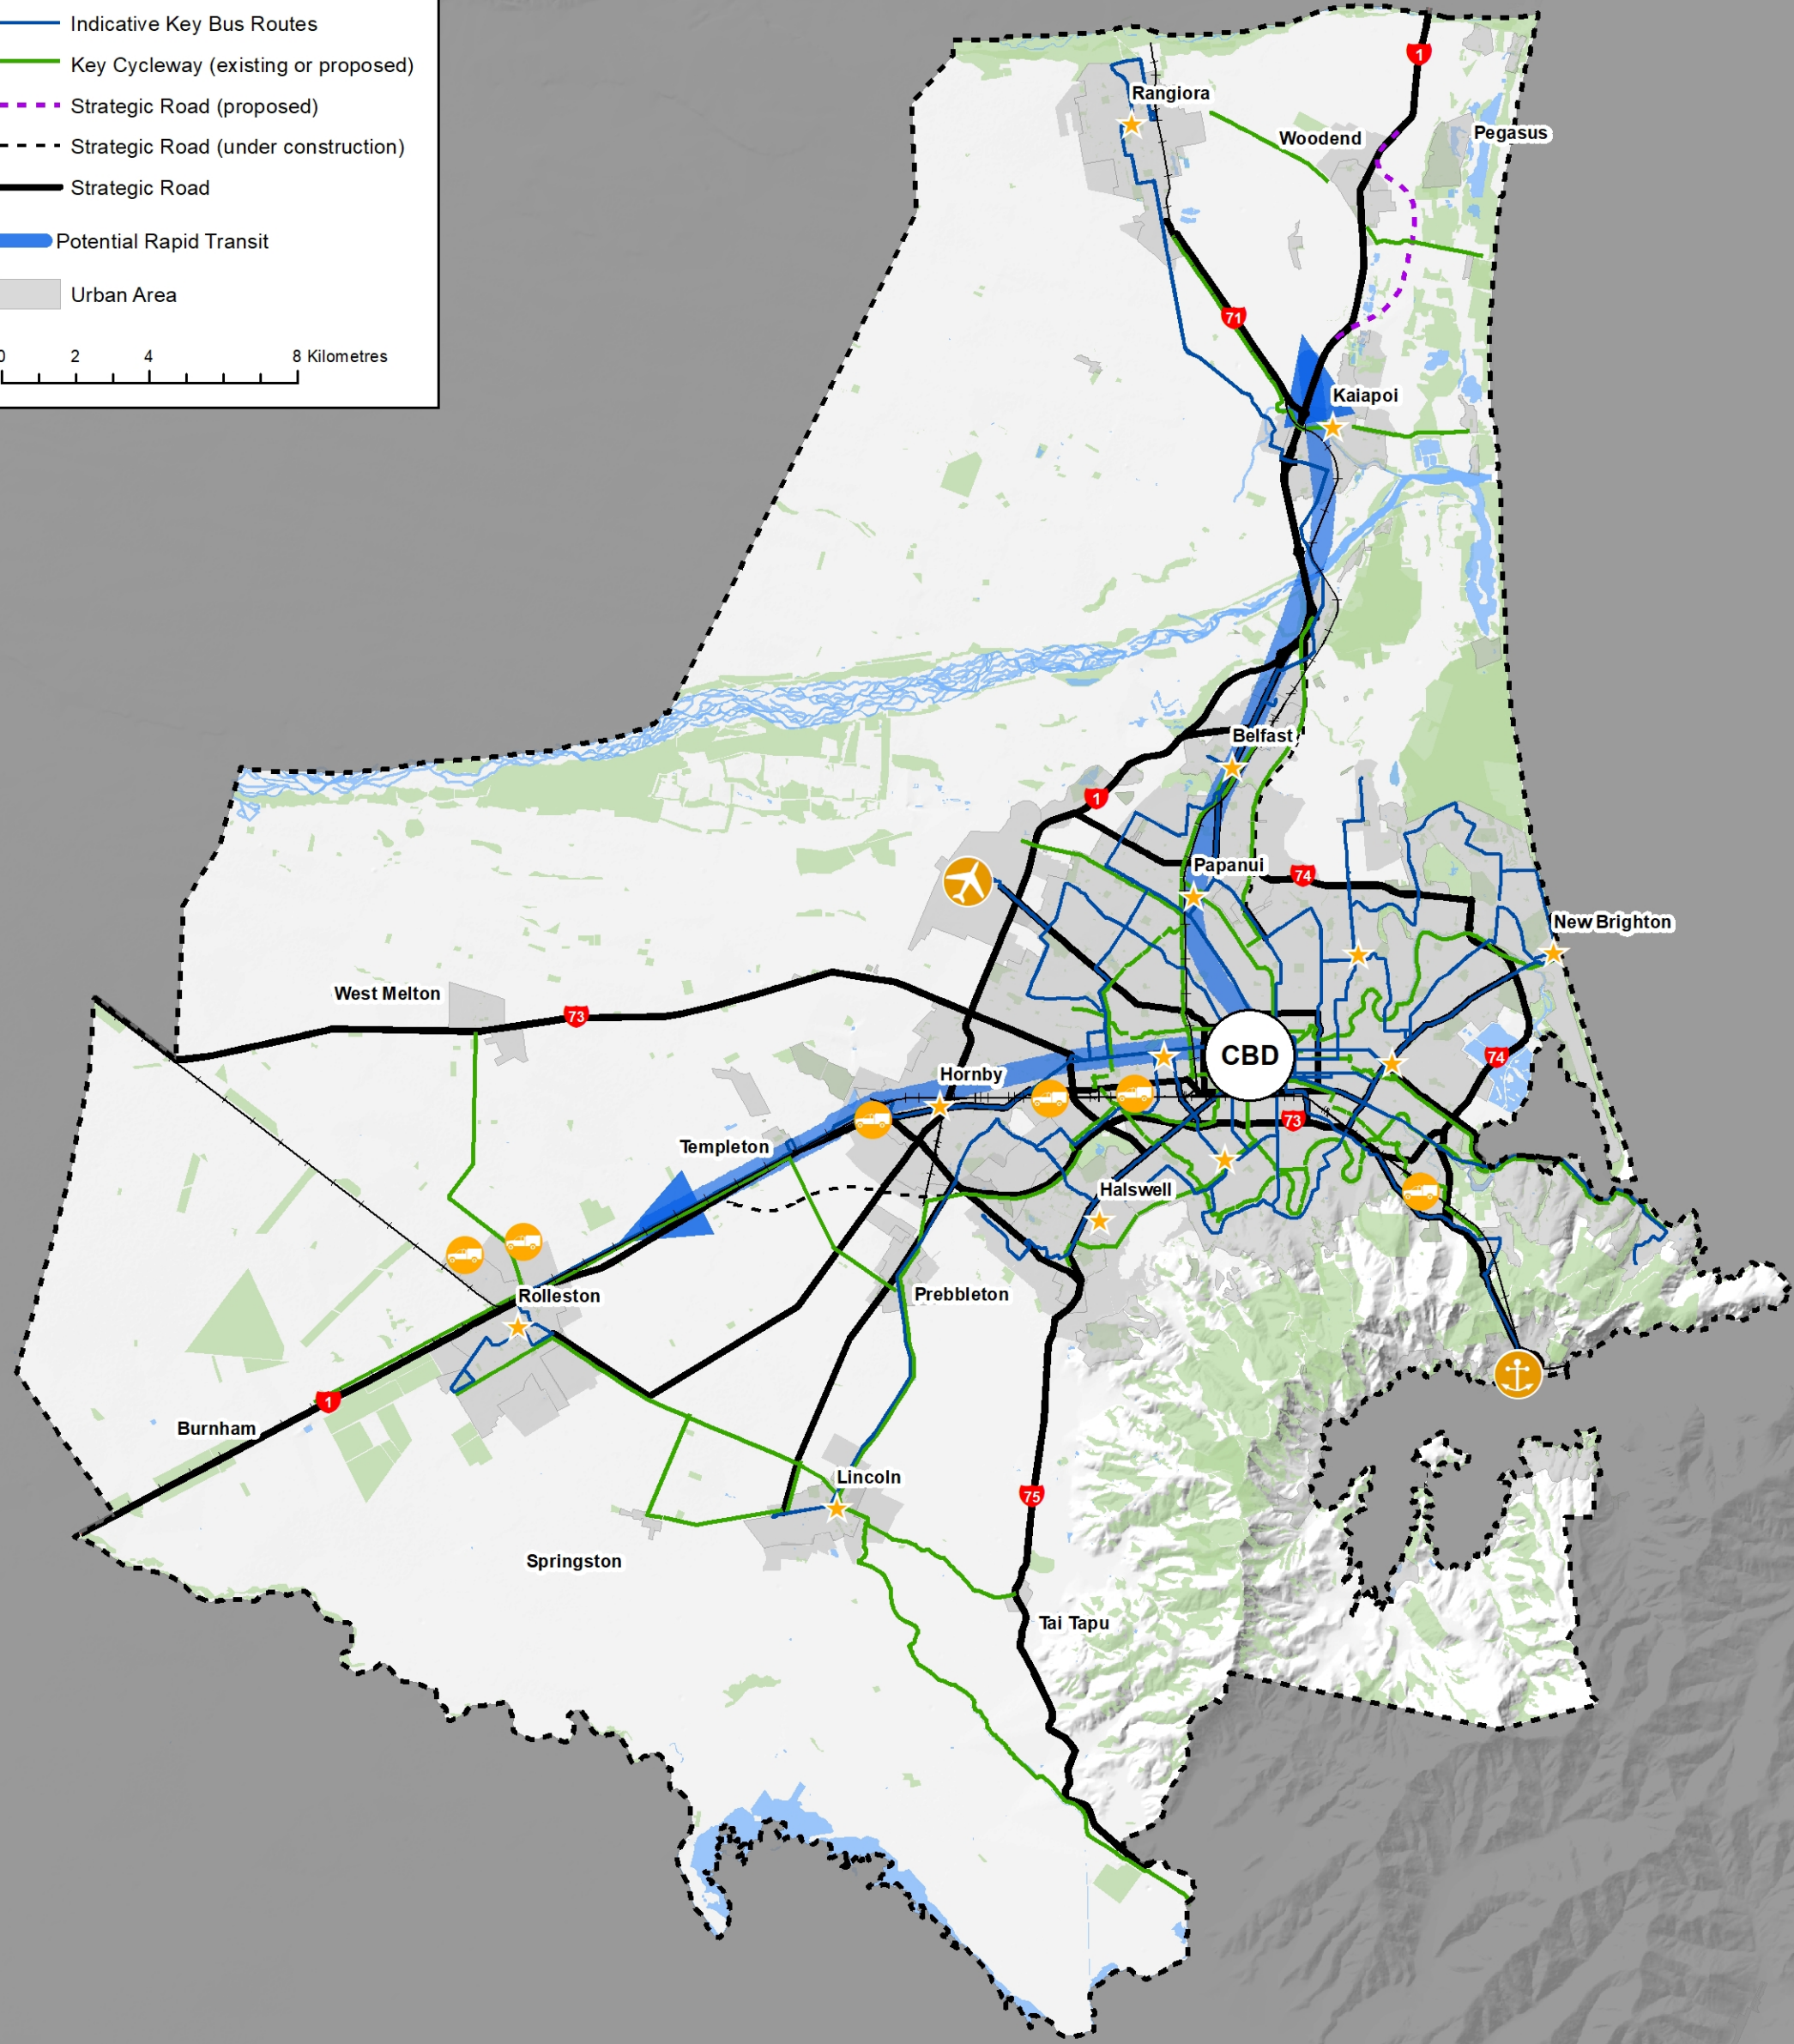 Indicative Key Bus Routes
Key Cycleway (existing or proposed)
Strategic Road (proposed)
Strategic Road (under construction)
Strategic Road
Potential Rapid Transit
Urban Area
0 2 4 8 Kilometres
1
Rangiora
Woodend
Pegasus
71
Kaiapoi
Belfast
1
Papanui
74
New Brighton
West Melton
73
CBD
74
Hornby
73
Templeton
Halswell
Rolleston
Prebbleton
1
Burnham
Lincoln
75
Springston
Tai Tapu